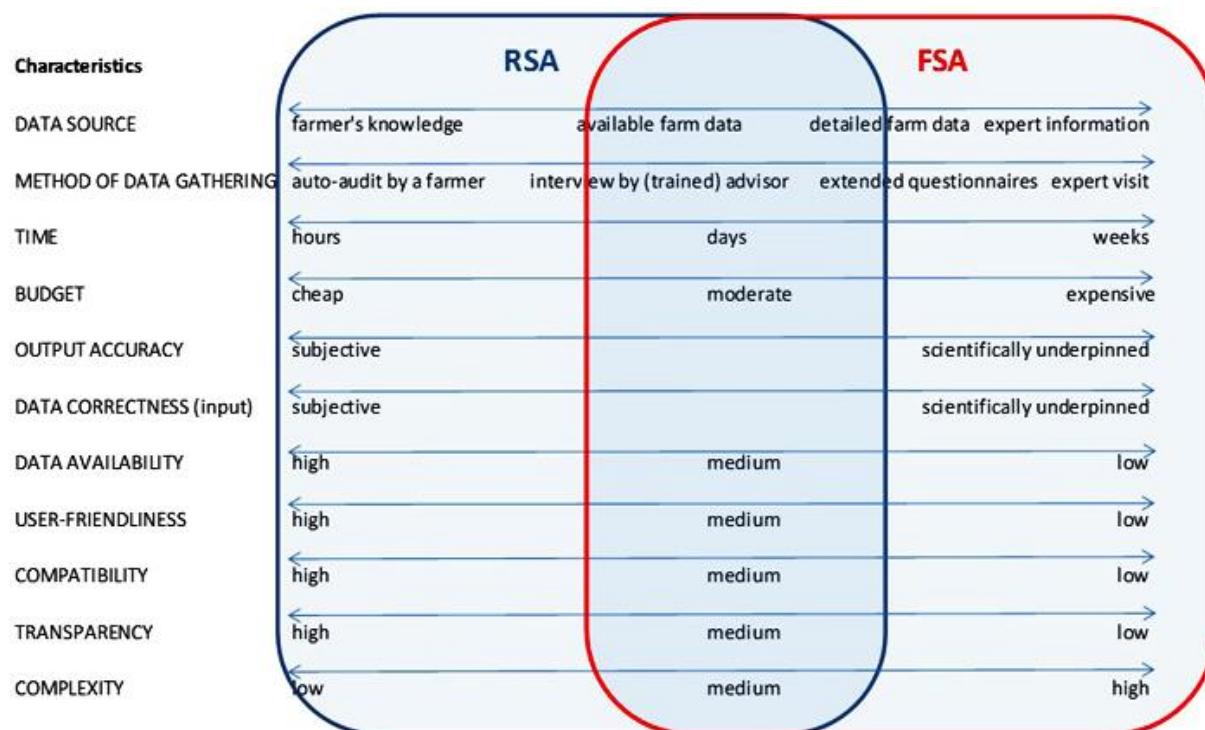 Characteristics RSA FSA
DATA SOURCE farmer's knowledge available farm data detailed farm data expert information
METHOD OF DATA GATHERING auto-audit by a farmer interview by (trained) advisor extended questionnaires expert visit
TIME hours days weeks
BUDGET cheap moderate expensive
OUTPUT ACCURACY subjective scientifically underpinned
DATA CORRECTNESS (input) subjective scientifically underpinned
DATA AVAILABILITY high medium low
USER-FRIENDLINESS high medium low
COMPATIBILITY high medium low
TRANSPARENCY high medium low
COMPLEXITY low medium high